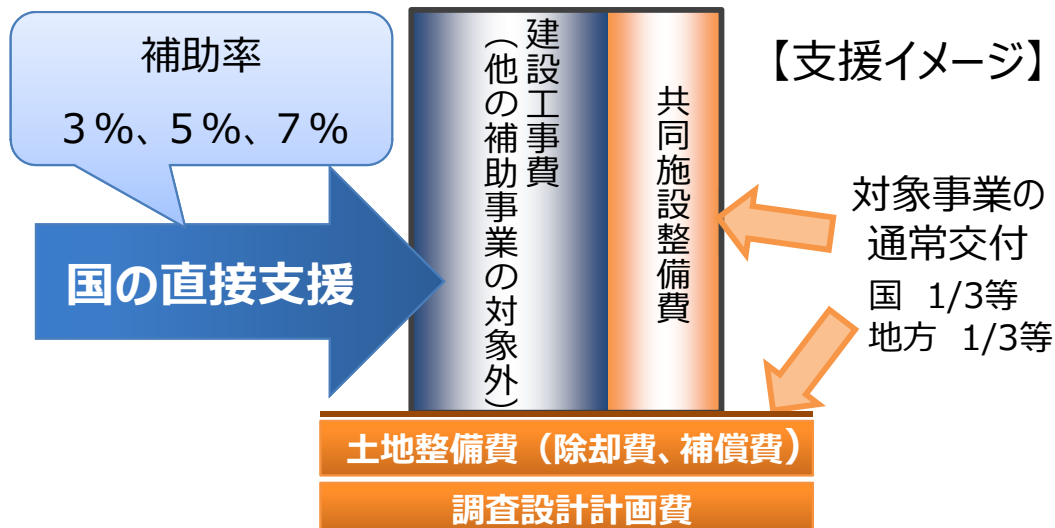 【支援イメージ】
補助率
３%、５%、７%
国の直接支援
建設工事費
（他の補助事業の対象外）
共同施設整備費
対象事業の
通常交付
国　1/3等
地方　1/3等
土地整備費（除却費、補償費）
調査設計計画費